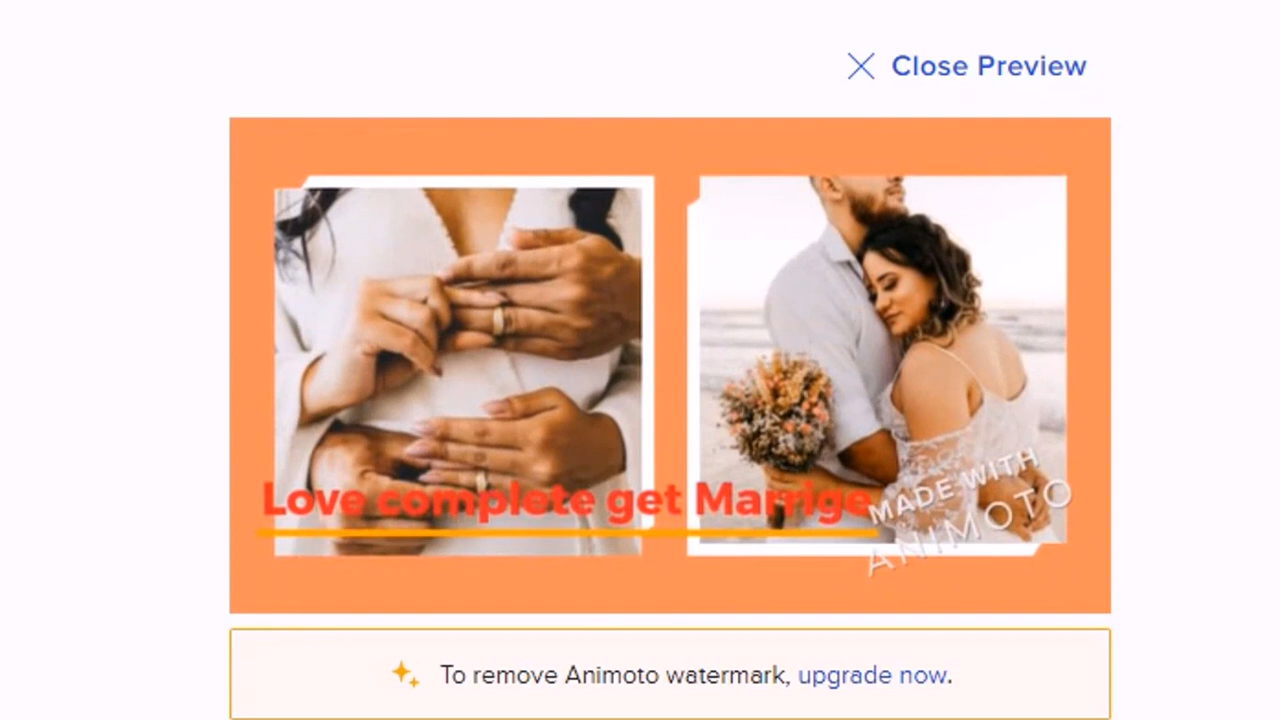 Close Preview
Love complete get Marrige
MADE WITH
ANIMOTO
To remove Animoto watermark, upgrade now.